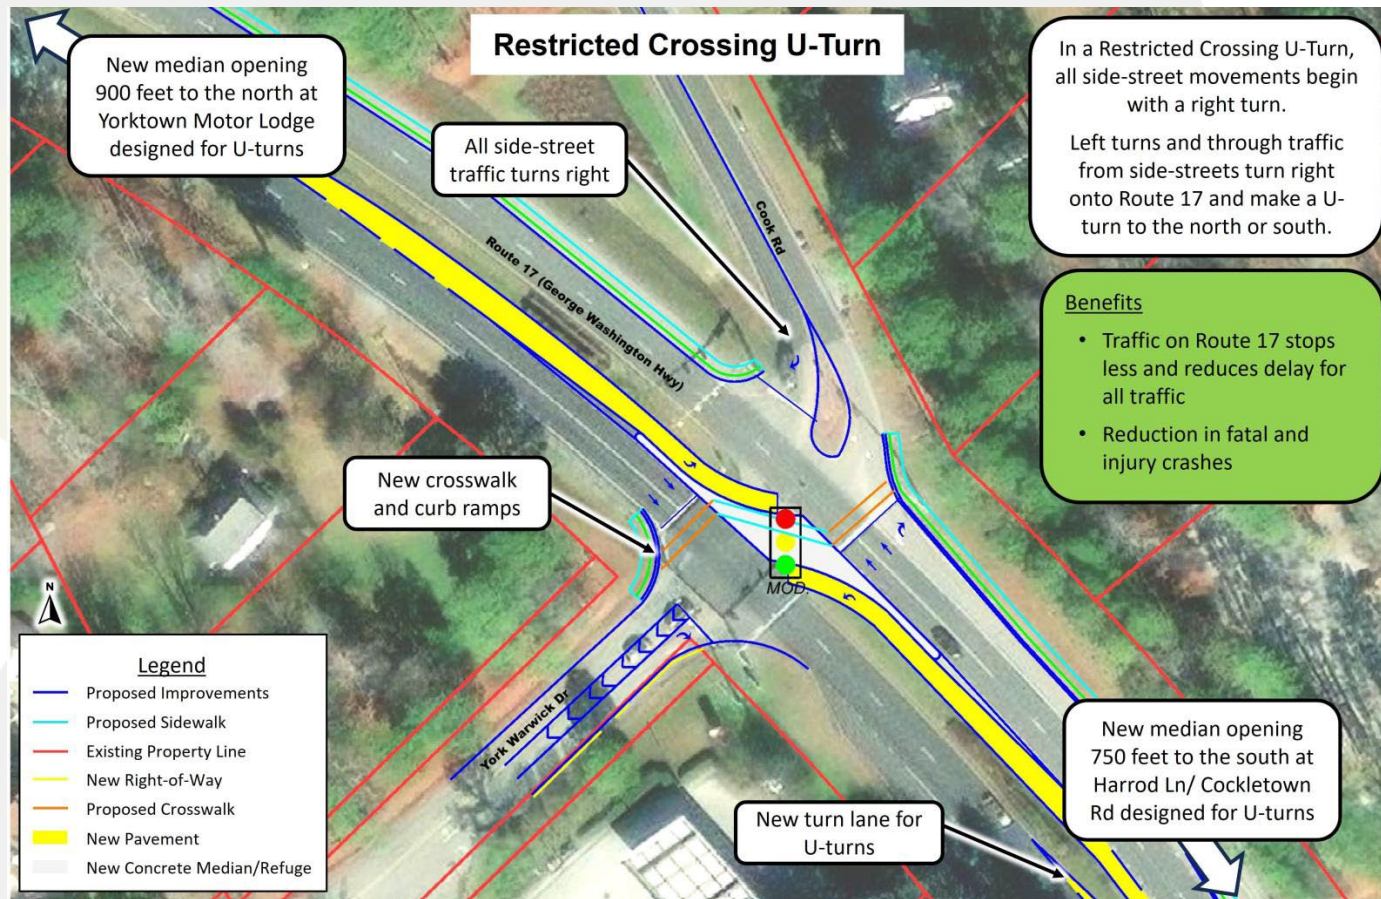 Restricted Crossing U-Turn
New median opening
900 feet to the north at
Yorktown Motor Lodge
designed for U-turns
All side-street
traffic turns right
In a Restricted Crossing U-Turn,
all side-street movements begin
with a right turn.
Left turns and through traffic
from side-streets turn right
onto Route 17 and make a U-
turn to the north or south.
Benefits
• Traffic on Route 17 stops
less and reduces delay for
all traffic
• Reduction in fatal and
injury crashes
Cook Rd
Route 17 (George Washington Hwy)
New crosswalk
and curb ramps
MOD.
N
York Warwick Dr
Legend
Proposed Improvements
Proposed Sidewalk
Existing Property Line
New Right-of-Way
Proposed Crosswalk
New Pavement
New Concrete Median/Refuge
New turn lane for
U-turns
New median opening
750 feet to the south at
Harrod Ln/ Cockletown
Rd designed for U-turns